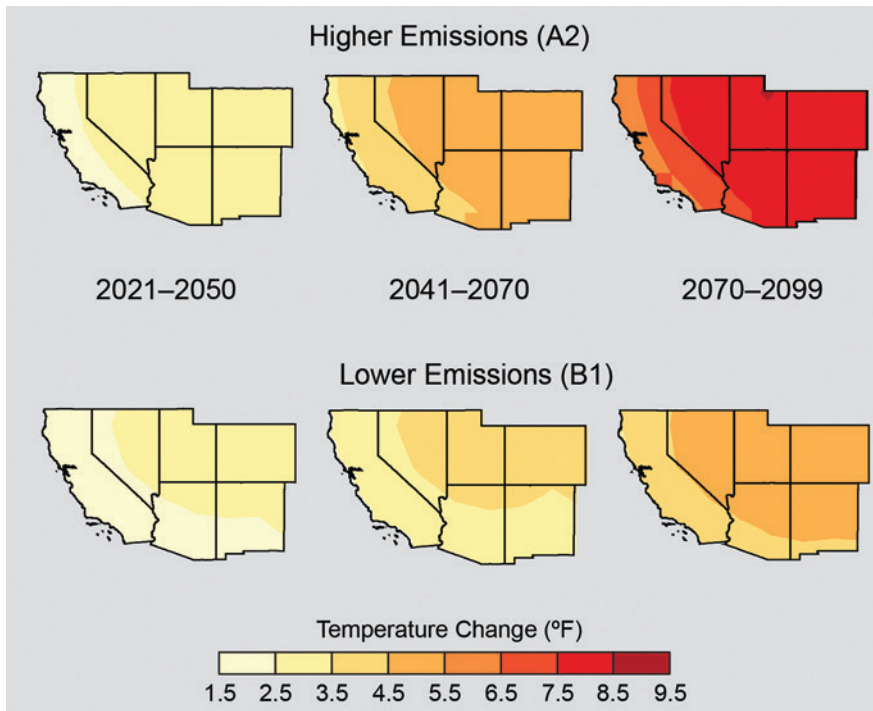 Higher Emissions (A2)
2021–2050 2041–2070 2070–2099
Lower Emissions (B1)
Temperature Change (ºF)
1.5 2.5 3.5 4.5 5.5 6.5 7.5 8.5 9.5